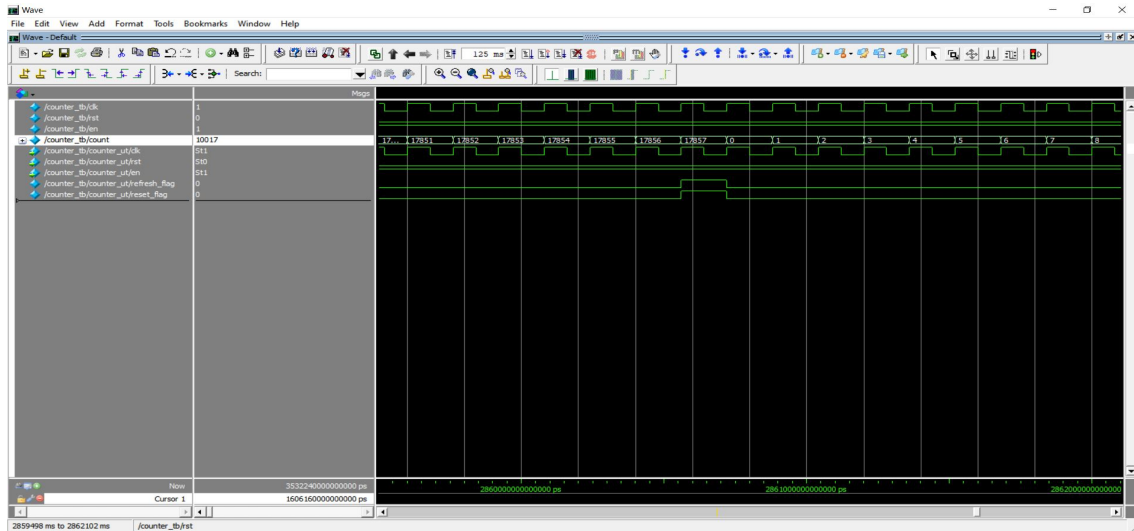 Wave
File Edit View Add Format Tools Bookmarks Window Help
Wave - Default
125 ms
Search:
Msgs
/counter_tb/clk 1
/counter_tb/rst 0
/counter_tb/en 1
/counter_tb/count 10017 17... 17851 17852 17853 17854 17855 17856 17857 0 1 2 3 4 5 6 7 8
/counter_tb/counter_ut/clk St1
/counter_tb/counter_ut/rst St0
/counter_tb/counter_ut/en St1
/counter_tb/counter_ut/refresh_flag 0
/counter_tb/counter_ut/reset_flag 0
Now 3532240000000000 ps 2860000000000000 ps 2861000000000000 ps 2862000000000000
Cursor 1 1606160000000000 ps
2859498 ms to 2862102 ms /counter_tb/rst